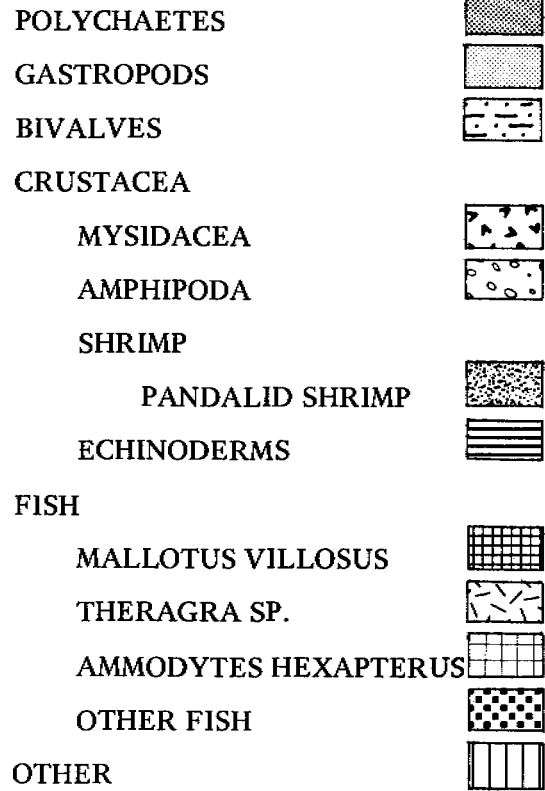 POLYCHAETES
GASTROPODS
BIVALVES
CRUSTACEA
MYSIDACEA
AMPHIPODA
SHRIMP
PANDALID SHRIMP
ECHINODERMS
FISH
MALLOTUS VILLOSUS
THERAGRA SP.
AMMODYTES HEXAPTERUS
OTHER FISH
OTHER